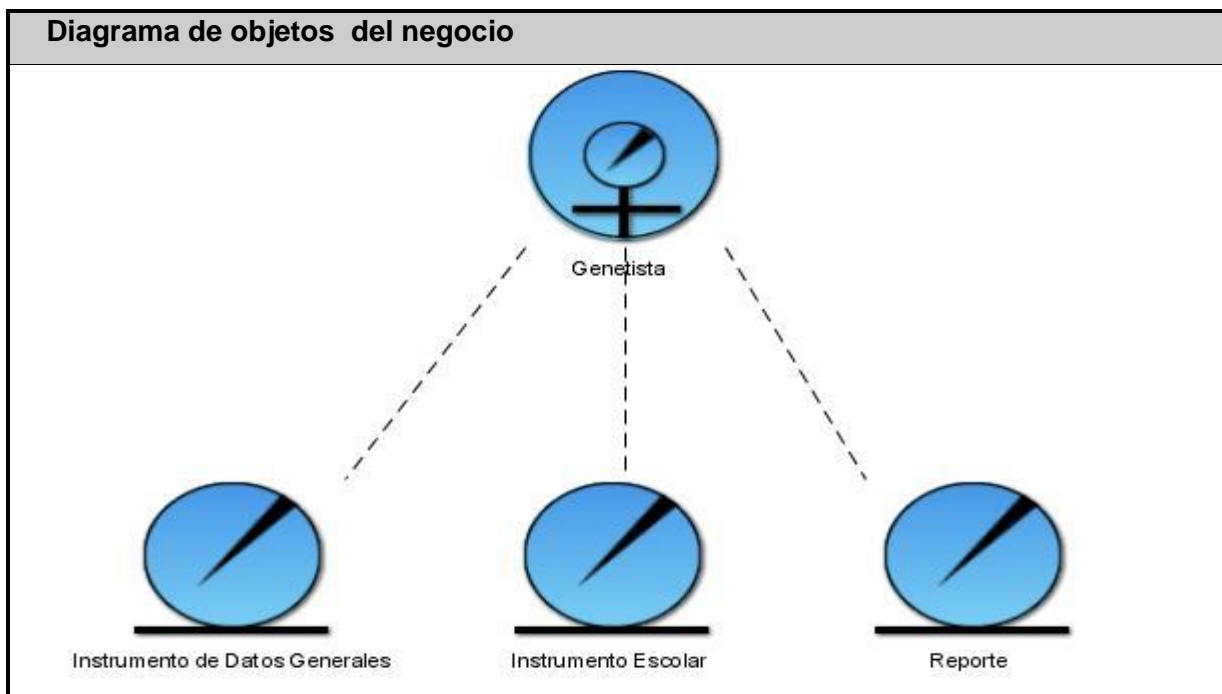 Diagrama de objetos del negocio
Genetista
Instrumento de Datos Generales
Instrumento Escolar
Reporte